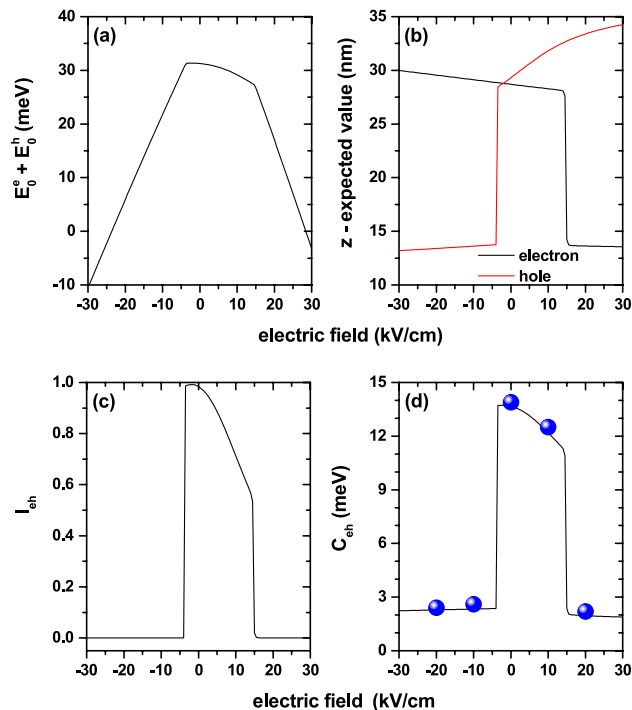 (a)
40
30
20
10
0
-10
E₀ᵉ + E₀ʰ (meV)
-30 -20 -10 0 10 20 30
(b)
35
30
25
20
15
10
z - expected value (nm)
electron
hole
-30 -20 -10 0 10 20 30
electric field (kV/cm)
(c)
1.0
0.8
0.6
0.4
0.2
0.0
I_eh
-30 -20 -10 0 10 20 30
(d)
15
12
9
6
3
0
C_eh (meV)
-30 -20 -10 0 10 20 30
electric field (kV/cm